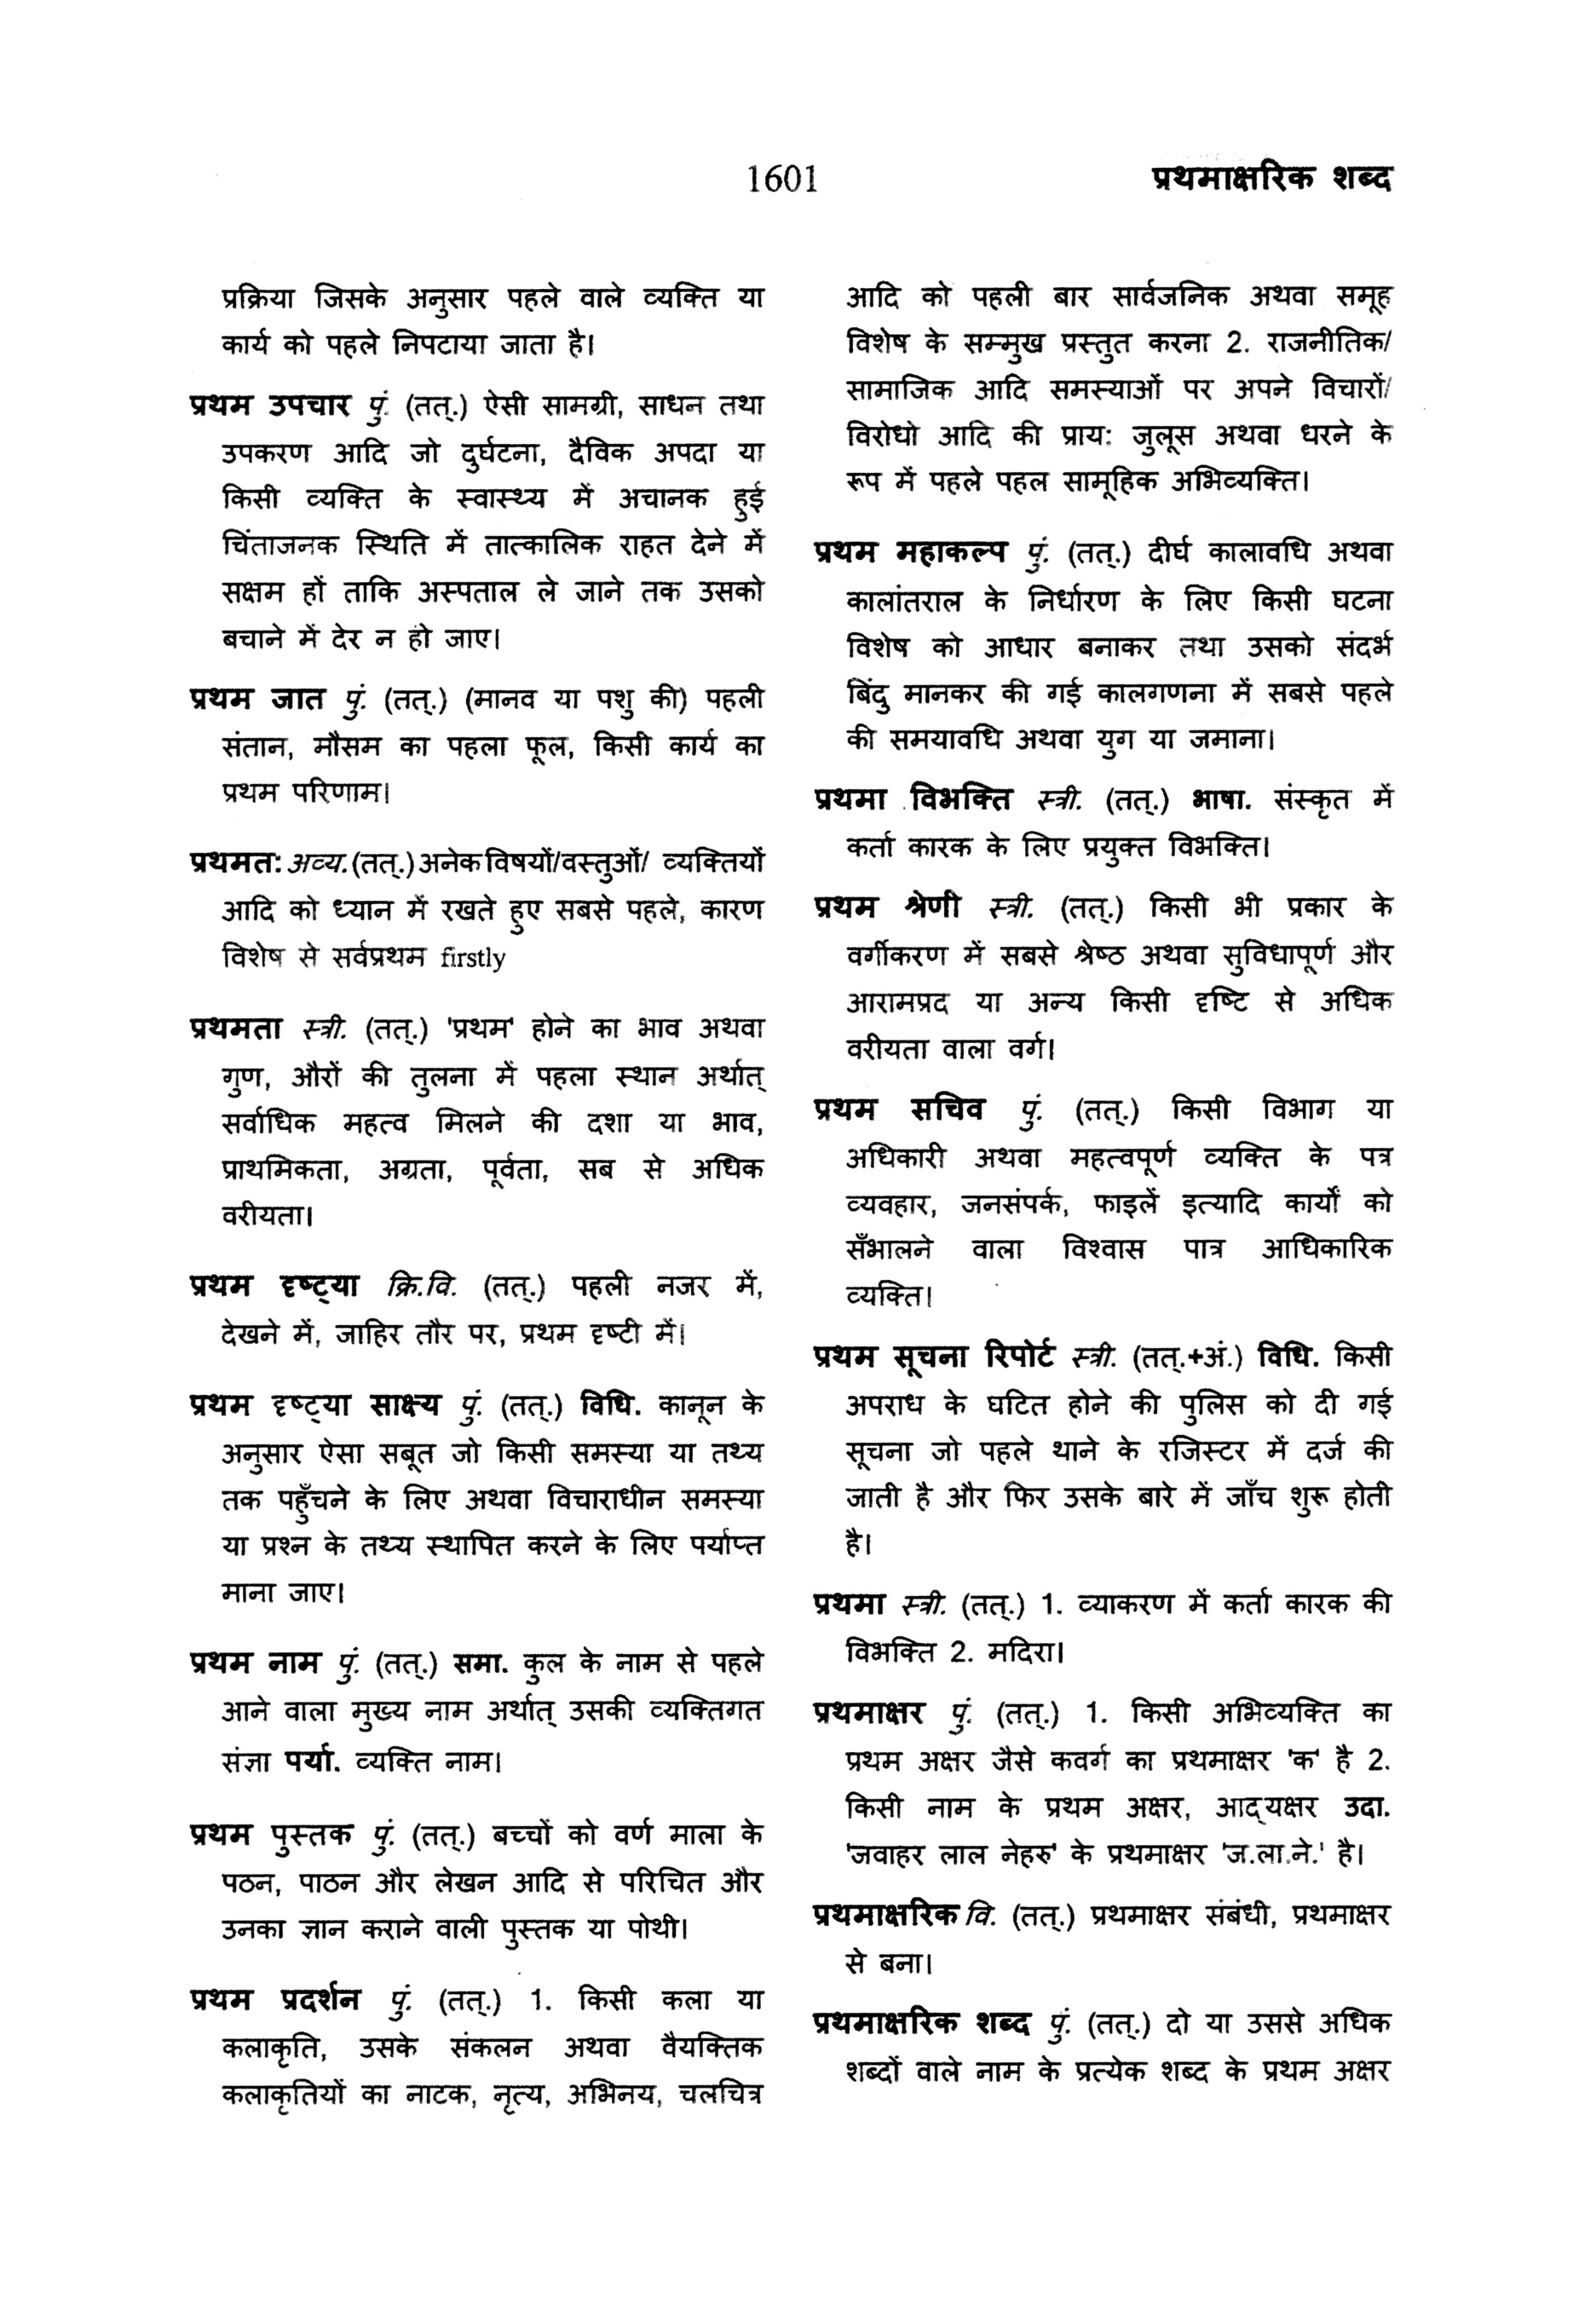 1601
प्रथमाक्षरिक शब्द
प्रक्रिया जिसके अनुसार पहले वाले व्यक्ति या
कार्य को पहले निपटाया जाता है।
प्रथम उपचार पुं. (तत्.) ऐसी सामग्री, साधन तथा
उपकरण आदि जो दुर्घटना, दैविक अपदा या
किसी व्यक्ति के स्वास्थ्य में अचानक हुई
चिंताजनक स्थिति में तात्कालिक राहत देने में
सक्षम हों ताकि अस्पताल ले जाने तक उसको
बचाने में देर न हो जाए।
प्रथम जात पुं. (तत्.) (मानव या पशु की) पहली
संतान, मौसम का पहला फूल, किसी कार्य का
प्रथम परिणाम।
प्रथमत: अव्य. (तत्.) अनेक विषयों/वस्तुओं/ व्यक्तियों
आदि को ध्यान में रखते हुए सबसे पहले, कारण
विशेष से सर्वप्रथम firstly
प्रथमता स्त्री. (तत्.) 'प्रथम' होने का भाव अथवा
गुण, औरों की तुलना में पहला स्थान अर्थात्
सर्वाधिक महत्व मिलने की दशा या भाव,
प्राथमिकता, अग्रता, पूर्वता, सब से अधिक
वरीयता।
प्रथम दृष्ट्या क्रि.वि. (तत्.) पहली नजर में,
देखने में, जाहिर तौर पर, प्रथम दृष्टी में।
प्रथम दृष्ट्या साक्ष्य पुं. (तत्.) विधि. कानून के
अनुसार ऐसा सबूत जो किसी समस्या या तथ्य
तक पहुँचने के लिए अथवा विचाराधीन समस्या
या प्रश्न के तथ्य स्थापित करने के लिए पर्याप्त
माना जाए।
प्रथम नाम पुं. (तत्.) समा. कुल के नाम से पहले
आने वाला मुख्य नाम अर्थात् उसकी व्यक्तिगत
संज्ञा पर्या. व्यक्ति नाम।
प्रथम पुस्तक पुं. (तत्.) बच्चों को वर्ण माला के
पठन, पाठन और लेखन आदि से परिचित और
उनका ज्ञान कराने वाली पुस्तक या पोथी।
प्रथम प्रदर्शन पुं. (तत्.) 1. किसी कला या
कलाकृति, उसके संकलन अथवा वैयक्तिक
कलाकृतियों का नाटक, नृत्य, अभिनय, चलचित्र
आदि को पहली बार सार्वजनिक अथवा समूह
विशेष के सम्मुख प्रस्तुत करना 2. राजनीतिक/
सामाजिक आदि समस्याओं पर अपने विचारों/
विरोधो आदि की प्राय: जुलूस अथवा धरने के
रूप में पहले पहल सामूहिक अभिव्यक्ति।
प्रथम महाकल्प पुं. (तत्.) दीर्घ कालावधि अथवा
कालांतराल के निर्धारण के लिए किसी घटना
विशेष को आधार बनाकर तथा उसको संदर्भ
बिंदु मानकर की गई कालगणना में सबसे पहले
की समयावधि अथवा युग या जमाना।
प्रथमा विभक्ति स्त्री. (तत्.) भाषा. संस्कृत में
कर्ता कारक के लिए प्रयुक्त विभक्ति।
प्रथम श्रेणी स्त्री. (तत्.) किसी भी प्रकार के
वर्गीकरण में सबसे श्रेष्ठ अथवा सुविधापूर्ण और
आरामप्रद या अन्य किसी दृष्टि से अधिक
वरीयता वाला वर्ग।
प्रथम सचिव पुं. (तत्.) किसी विभाग या
अधिकारी अथवा महत्वपूर्ण व्यक्ति के पत्र
व्यवहार, जनसंपर्क, फाइलें इत्यादि कार्यों को
सँभालने वाला विश्वास पात्र आधिकारिक
व्यक्ति।
प्रथम सूचना रिपोर्ट स्त्री. (तत्.+अं.) विधि. किसी
अपराध के घटित होने की पुलिस को दी गई
सूचना जो पहले थाने के रजिस्टर में दर्ज की
जाती है और फिर उसके बारे में जाँच शुरू होती
है।
प्रथमा स्त्री. (तत्.) 1. व्याकरण में कर्ता कारक की
विभक्ति 2. मदिरा।
प्रथमाक्षर पुं. (तत्.) 1. किसी अभिव्यक्ति का
प्रथम अक्षर जैसे कवर्ग का प्रथमाक्षर 'क' है 2.
किसी नाम के प्रथम अक्षर, आद्यक्षर उदा.
'जवाहर लाल नेहरु' के प्रथमाक्षर 'ज.ला.ने.' है।
प्रथमाक्षरिक वि. (तत्.) प्रथमाक्षर संबंधी, प्रथमाक्षर
से बना।
प्रथमाक्षरिक शब्द पुं. (तत्.) दो या उससे अधिक
शब्दों वाले नाम के प्रत्येक शब्द के प्रथम अक्षर